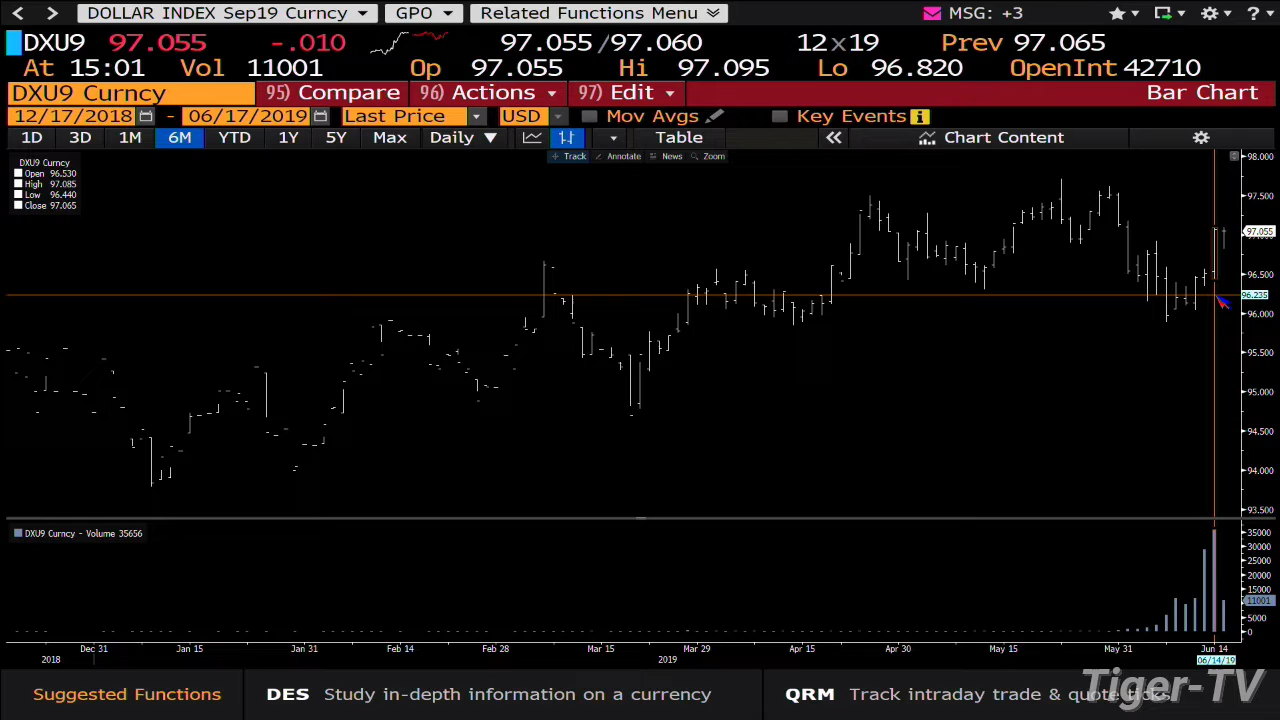 DOLLAR INDEX Sep19 Curncy GPO Related Functions Menu MSG: +3 ?
DXU9 97.055 -.010 97.055/97.060 12x19 Prev 97.065
At 15:01 Vol 11001 Op 97.055 Hi 97.095 Lo 96.820 OpenInt 42710
DXU9 Curncy 95) Compare 96) Actions 97) Edit Bar Chart
12/17/2018 - 06/17/2019 Last Price USD Mov Avgs Key Events i
1D 3D 1M 6M YTD 1Y 5Y Max Daily Table Chart Content
Track Annotate News Zoom
DXU9 Curncy
Open 96.530
High 97.085
Low 96.440
Close 97.065
98.000
97.500
97.055
96.500
96.235
96.000
95.500
95.000
94.500
94.000
93.500
DXU9 Curncy - Volume 35656
35000
30000
25000
20000
15000
11001
5000
0
Dec 31 Jan 15 Jan 31 Feb 14 Feb 28 Mar 15 Mar 29 Apr 15 Apr 30 May 15 May 31 Jun 14
2018 2019 06/14/19
Suggested Functions DES Study in-depth information on a currency QRM Track intraday trade & quote ticks
Tiger-TV